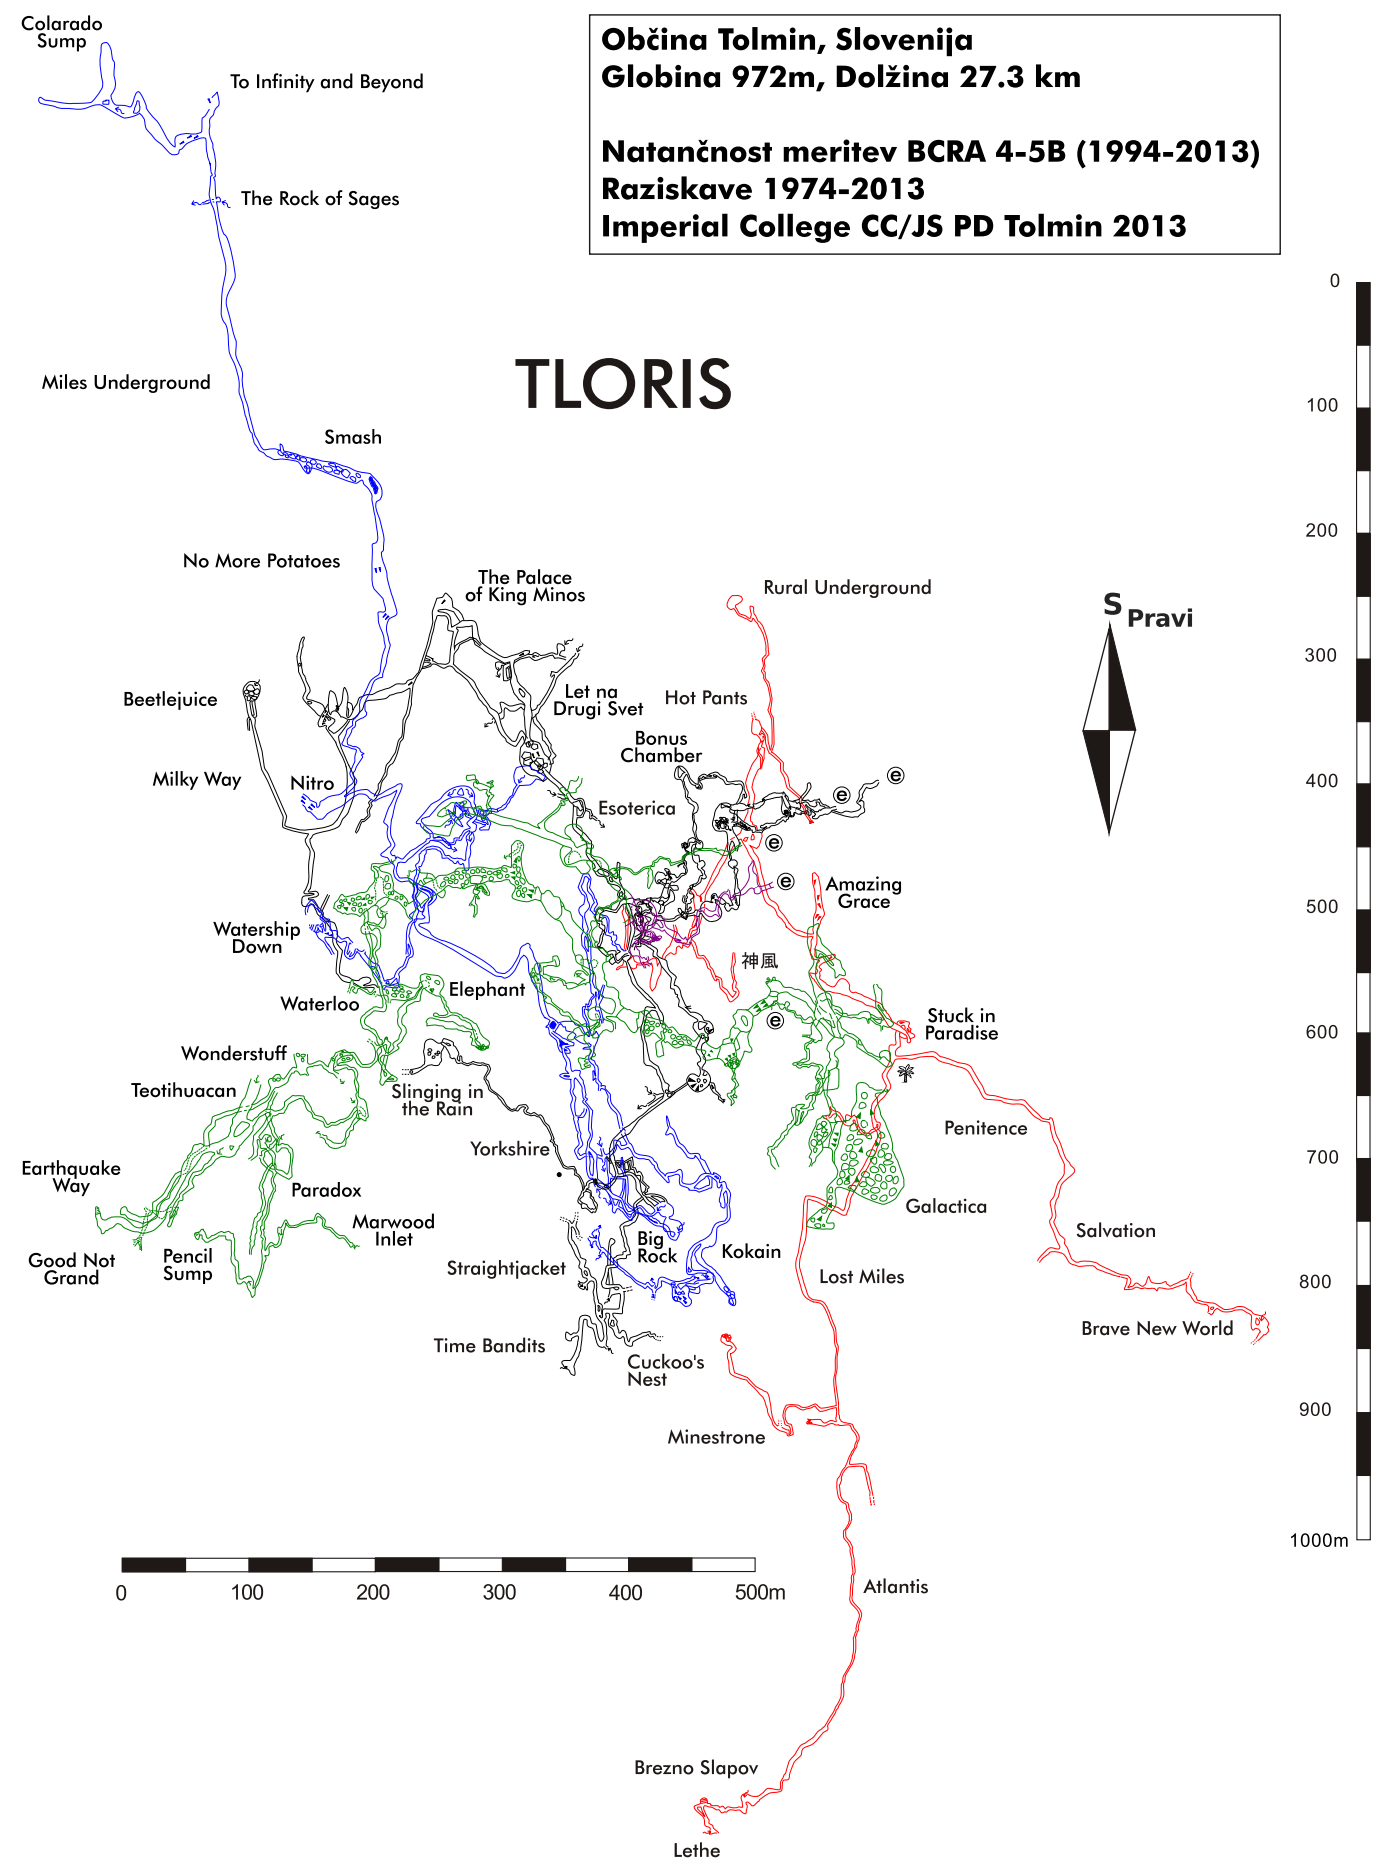 Colarado
Sump
To Infinity and Beyond
Občina Tolmin, Slovenija
Globina 972m, Dolžina 27.3 km
Natančnost meritev BCRA 4-5B (1994-2013)
Raziskave 1974-2013
Imperial College CC/JS PD Tolmin 2013
The Rock of Sages
0
Miles Underground
TLORIS
100
Smash
200
No More Potatoes
The Palace
of King Minos
Rural Underground
S
Pravi
300
Beetlejuice
Let na
Drugi Svet
Hot Pants
Bonus
Chamber
Milky Way
Nitro
e
e
400
Esoterica
e
e
Amazing
Grace
500
Watership
Down
神風
Waterloo
Elephant
e
Stuck in
Paradise
600
Wonderstuff
Teotihuacan
Slinging in
the Rain
Penitence
Yorkshire
700
Earthquake
Way
Paradox
Galactica
Marwood
Inlet
Salvation
Good Not
Grand
Pencil
Sump
Big
Rock
Kokain
Straightjacket
Lost Miles
800
Time Bandits
Cuckoo's
Nest
Brave New World
900
Minestrone
1000m
0
100
200
300
400
500m
Atlantis
Brezno Slapov
Lethe